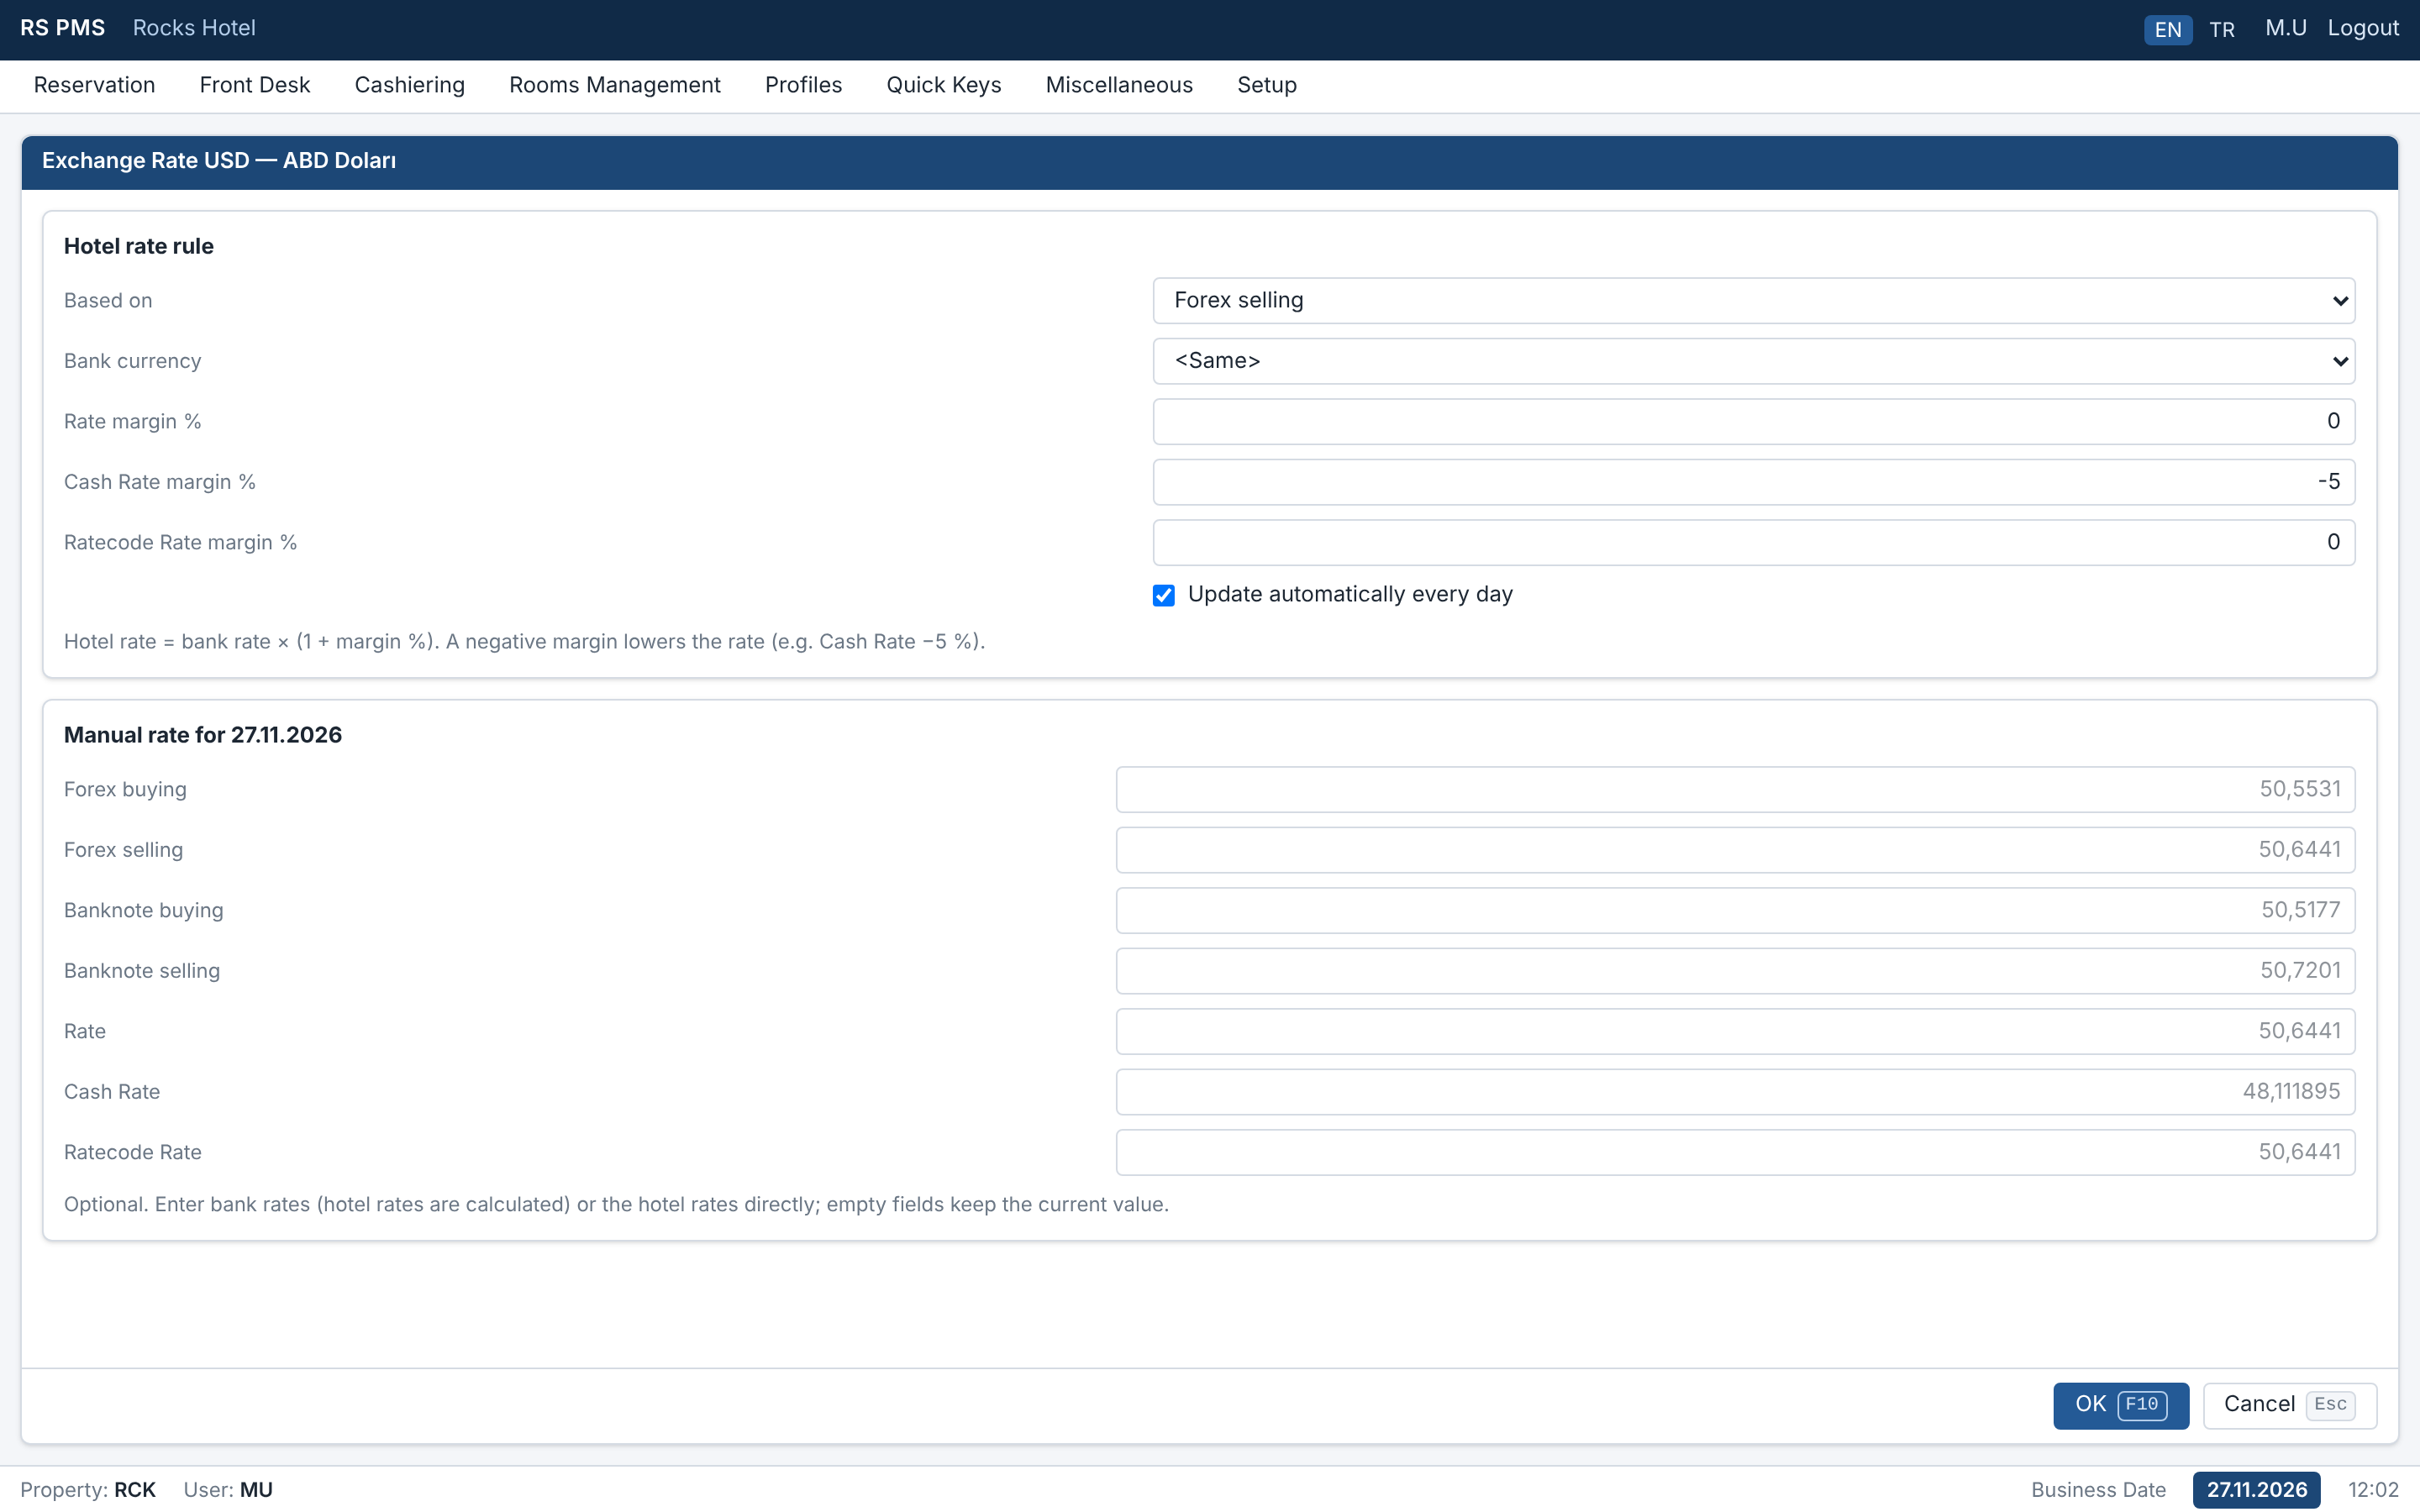 RS PMS Rocks Hotel EN TR M.U Logout
Reservation Front Desk Cashiering Rooms Management Profiles Quick Keys Miscellaneous Setup
Exchange Rate USD — ABD Doları
Hotel rate rule
Based on Forex selling
Bank currency <Same>
Rate margin % 0
Cash Rate margin % -5
Ratecode Rate margin % 0
Update automatically every day
Hotel rate = bank rate × (1 + margin %). A negative margin lowers the rate (e.g. Cash Rate −5 %).
Manual rate for 27.11.2026
Forex buying 50,5531
Forex selling 50,6441
Banknote buying 50,5177
Banknote selling 50,7201
Rate 50,6441
Cash Rate 48,111895
Ratecode Rate 50,6441
Optional. Enter bank rates (hotel rates are calculated) or the hotel rates directly; empty fields keep the current value.
OK F10 Cancel Esc
Property: RCK User: MU Business Date 27.11.2026 12:02